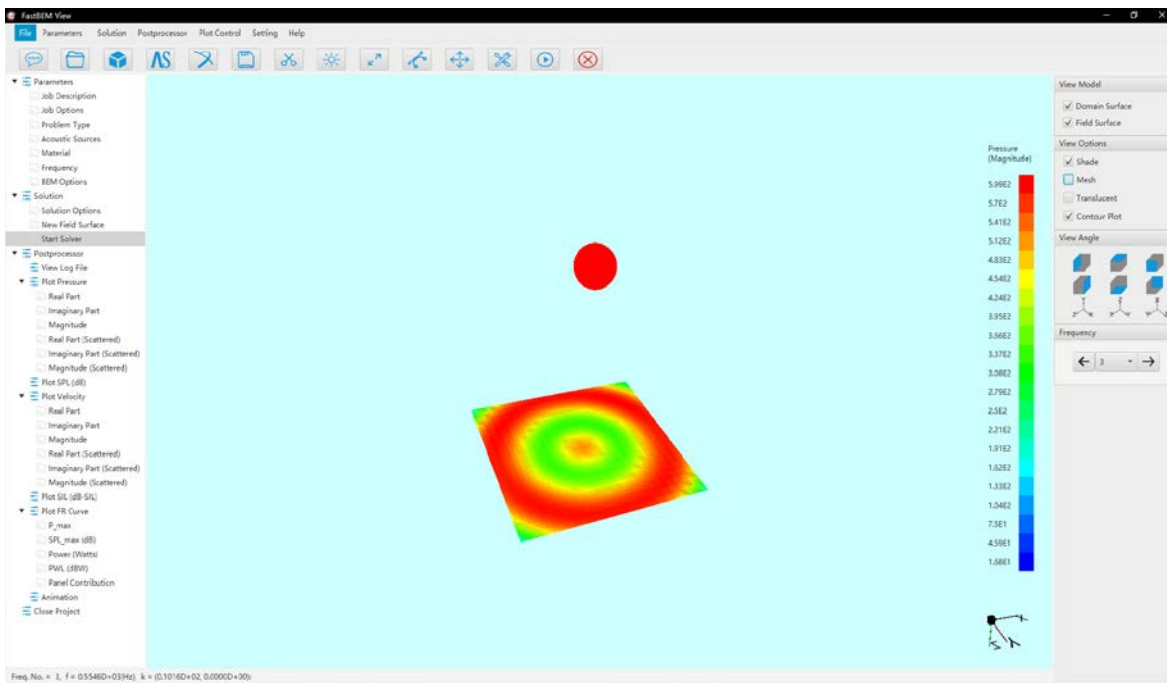 FastBEM View
File Parameters Solution Postprocessor Plot Control Setting Help
AS
Parameters
Job Description
Job Options
Problem Type
Acoustic Sources
Material
Frequency
BEM Options
Solution
Solution Options
New Field Surface
Start Solver
Postprocessor
View Log File
Plot Pressure
Real Part
Imaginary Part
Magnitude
Real Part (Scattered)
Imaginary Part (Scattered)
Magnitude (Scattered)
Plot SPL (dB)
Plot Velocity
Real Part
Imaginary Part
Magnitude
Real Part (Scattered)
Imaginary Part (Scattered)
Magnitude (Scattered)
Plot SIL (dB-SIL)
Plot FR Curve
P_max
SPL_max (dB)
Power (Watts)
PWL (dBW)
Panel Contribution
Animation
Close Project
Pressure
(Magnitude)
5.99E2
5.7E2
5.41E2
5.12E2
4.83E2
4.54E2
4.24E2
3.95E2
3.66E2
3.37E2
3.08E2
2.79E2
2.5E2
2.21E2
1.91E2
1.62E2
1.33E2
1.04E2
7.5E1
4.59E1
1.68E1
View Model
Domain Surface
Field Surface
View Options
Shade
Mesh
Translucent
Contour Plot
View Angle
Frequency
3
Freq. No. = 3, f = 0.5546D+03(Hz), k = (0.1016D+02, 0.0000D+00);